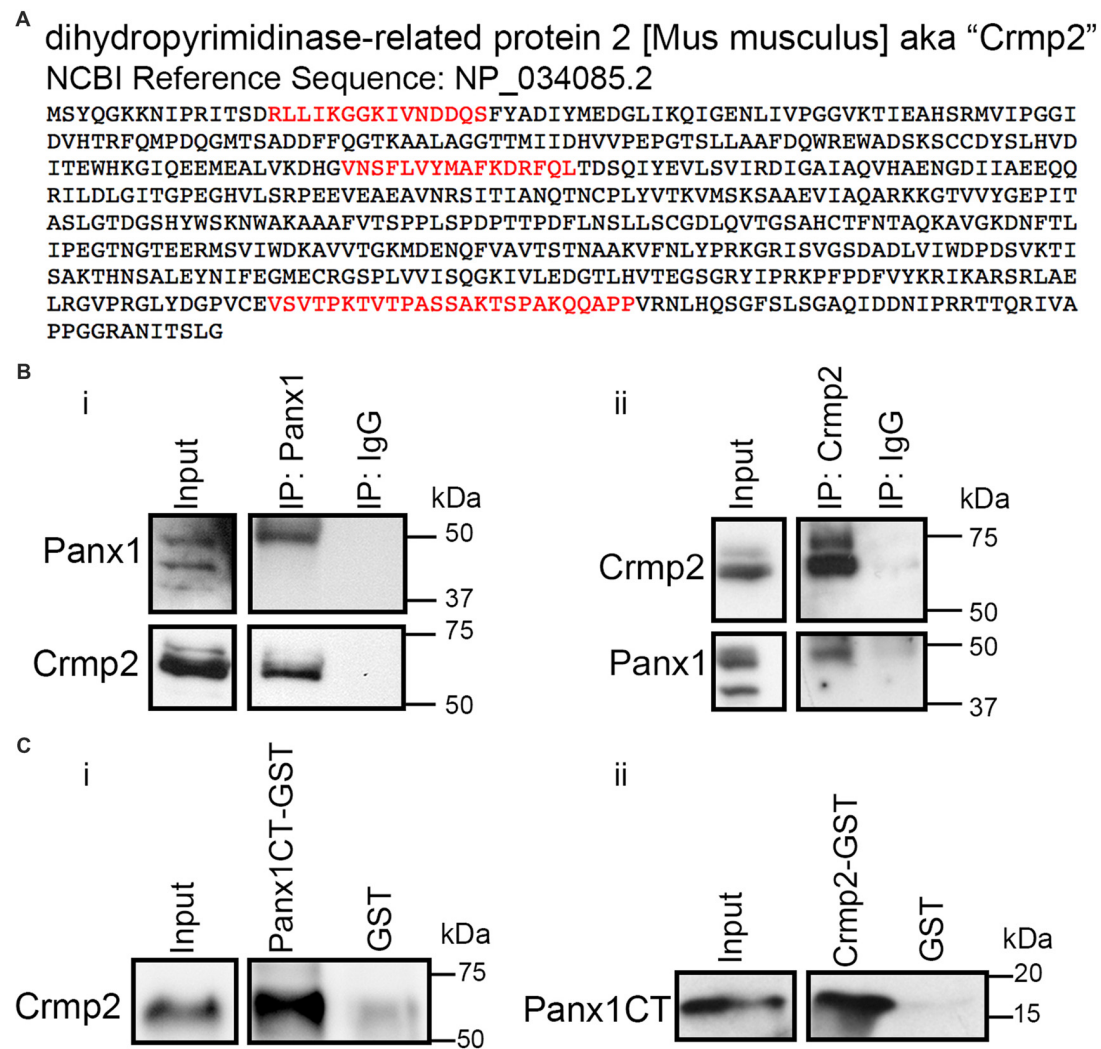 A
dihydropyrimidinase-related protein 2 [Mus musculus] aka “Crmp2”
NCBI Reference Sequence: NP_034085.2
MSYQGKKNIPRITSDRLLIKGGKIVNDDQSFYADIYMEDGLIKQIGENLIVPGGVKTIEAHSRMVIPGGI
DVHTRFQMPDQGMTSADDFFQGTKAALAGGTTMIIDHVVPEPGTSLLAAFDQWREWADSKSCCDYSLHVD
ITEWHKGIQEEMEALVKDHGVNSFLVYMAFKDRFQLTDSQIYEVLSVIRDIGAIAQVHAENGDIIAEEQQ
RILDLGITGPEGHVLSRPEEVEAEAVNRSITIANQTNCPLYVTKVMSKSAAEVIAQARKKGTVVYGEPIT
ASLGTDGSHYWSKNWAKAAAFVTSPPLSPDPTTPDFLNSLLSCGDLQVTGSAHCTFNTAQKAVGKDNFTL
IPEGTNGTEERMSVIWDKAVVTGKMDENQFVAVTSTNAAKVFNLYPRKGRISVGSDADLVIWDPDSVKTI
SAKTHNSALEYNIFEGMECRGSPLVVISQGKIVLEDGTLHVTEGSGRYIPRKPFPDFVYKRIKARSRLAE
LRGVPRGLYDGPVCEVSVTPKTVTPASSAKTSPAKQQAPPVRNLHQSGFSLSGAQIDDNIPRRTTQRIVA
PPGGRANITSLG
B
i
Input
IP: Panx1
IP: IgG
kDa
Panx1
50
37
Crmp2
75
50
ii
Input
IP: Crmp2
IP: IgG
kDa
Crmp2
75
50
Panx1
50
37
C
i
Input
Panx1CT-GST
GST
kDa
Crmp2
75
50
ii
Input
Crmp2-GST
GST
kDa
Panx1CT
20
15